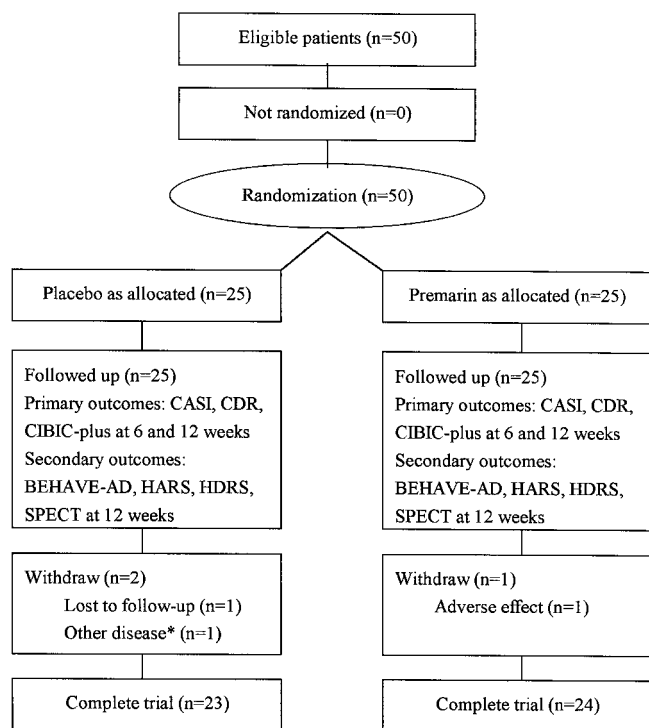 Eligible patients (n=50)
Not randomized (n=0)
Randomization (n=50)
Placebo as allocated (n=25)
Premarin as allocated (n=25)
Followed up (n=25)
Primary outcomes: CASI, CDR,
CIBIC-plus at 6 and 12 weeks
Secondary outcomes:
BEHAVE-AD, HARS, HDRS,
SPECT at 12 weeks
Followed up (n=25)
Primary outcomes: CASI, CDR,
CIBIC-plus at 6 and 12 weeks
Secondary outcomes:
BEHAVE-AD, HARS, HDRS,
SPECT at 12 weeks
Withdraw (n=2)
Lost to follow-up (n=1)
Other disease* (n=1)
Withdraw (n=1)
Adverse effect (n=1)
Complete trial (n=23)
Complete trial (n=24)